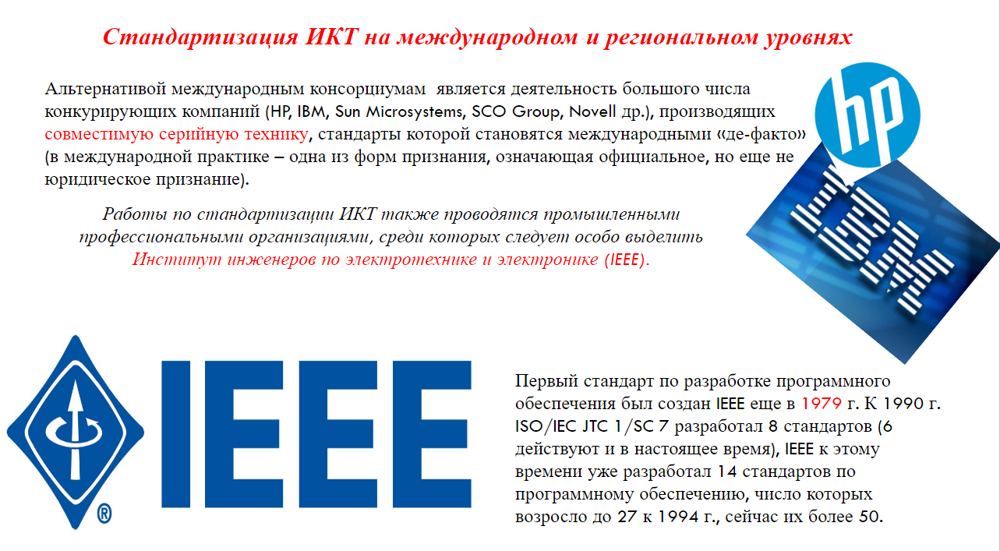 Стандартизация ИКТ на международном и региональном уровнях
Альтернативой международным консорциумам является деятельность большого числа
конкурирующих компаний (HP, IBM, Sun Microsystems, SCO Group, Novell др.), производящих
совместимую серийную технику, стандарты которой становятся международными «де-факто»
(в международной практике – одна из форм признания, означающая официальное, но еще не
юридическое признание).
hp
IBM
Работы по стандартизации ИКТ также проводятся промышленными
профессиональными организациями, среди которых следует особо выделить
Институт инженеров по электротехнике и электронике (IEEE).
IEEE
®
Первый стандарт по разработке программного
обеспечения был создан IEEE еще в 1979 г. К 1990 г.
ISO/IEC JTC 1/SC 7 разработал 8 стандартов (6
действуют и в настоящее время), IEEE к этому
времени уже разработал 14 стандартов по
программному обеспечению, число которых
возросло до 27 к 1994 г., сейчас их более 50.